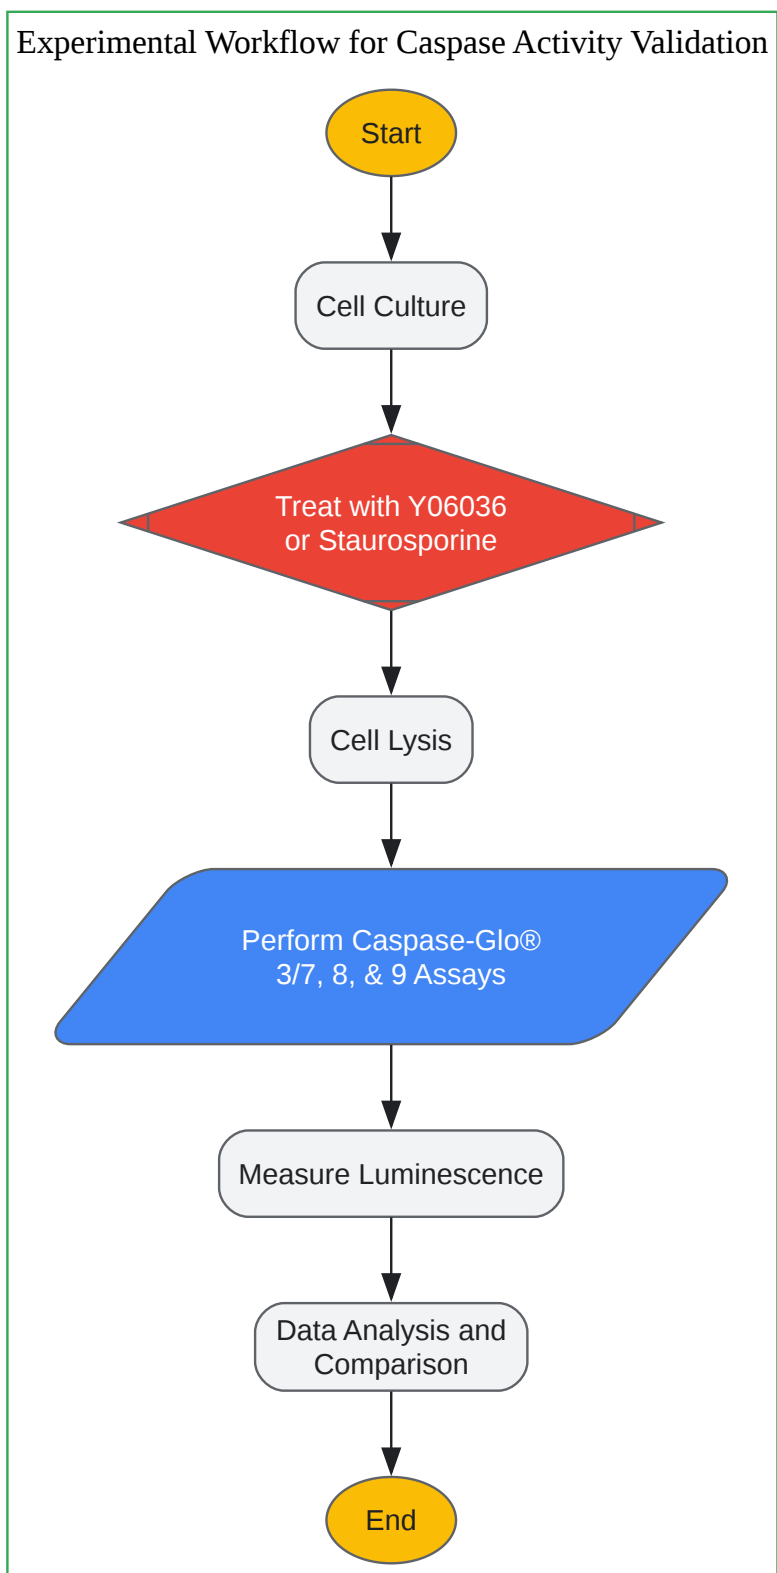 Experimental Workflow for Caspase Activity Validation
Start
Cell Culture
Treat with Y06036
or Staurosporine
Cell Lysis
Perform Caspase-Glo®
3/7, 8, & 9 Assays
Measure Luminescence
Data Analysis and
Comparison
End